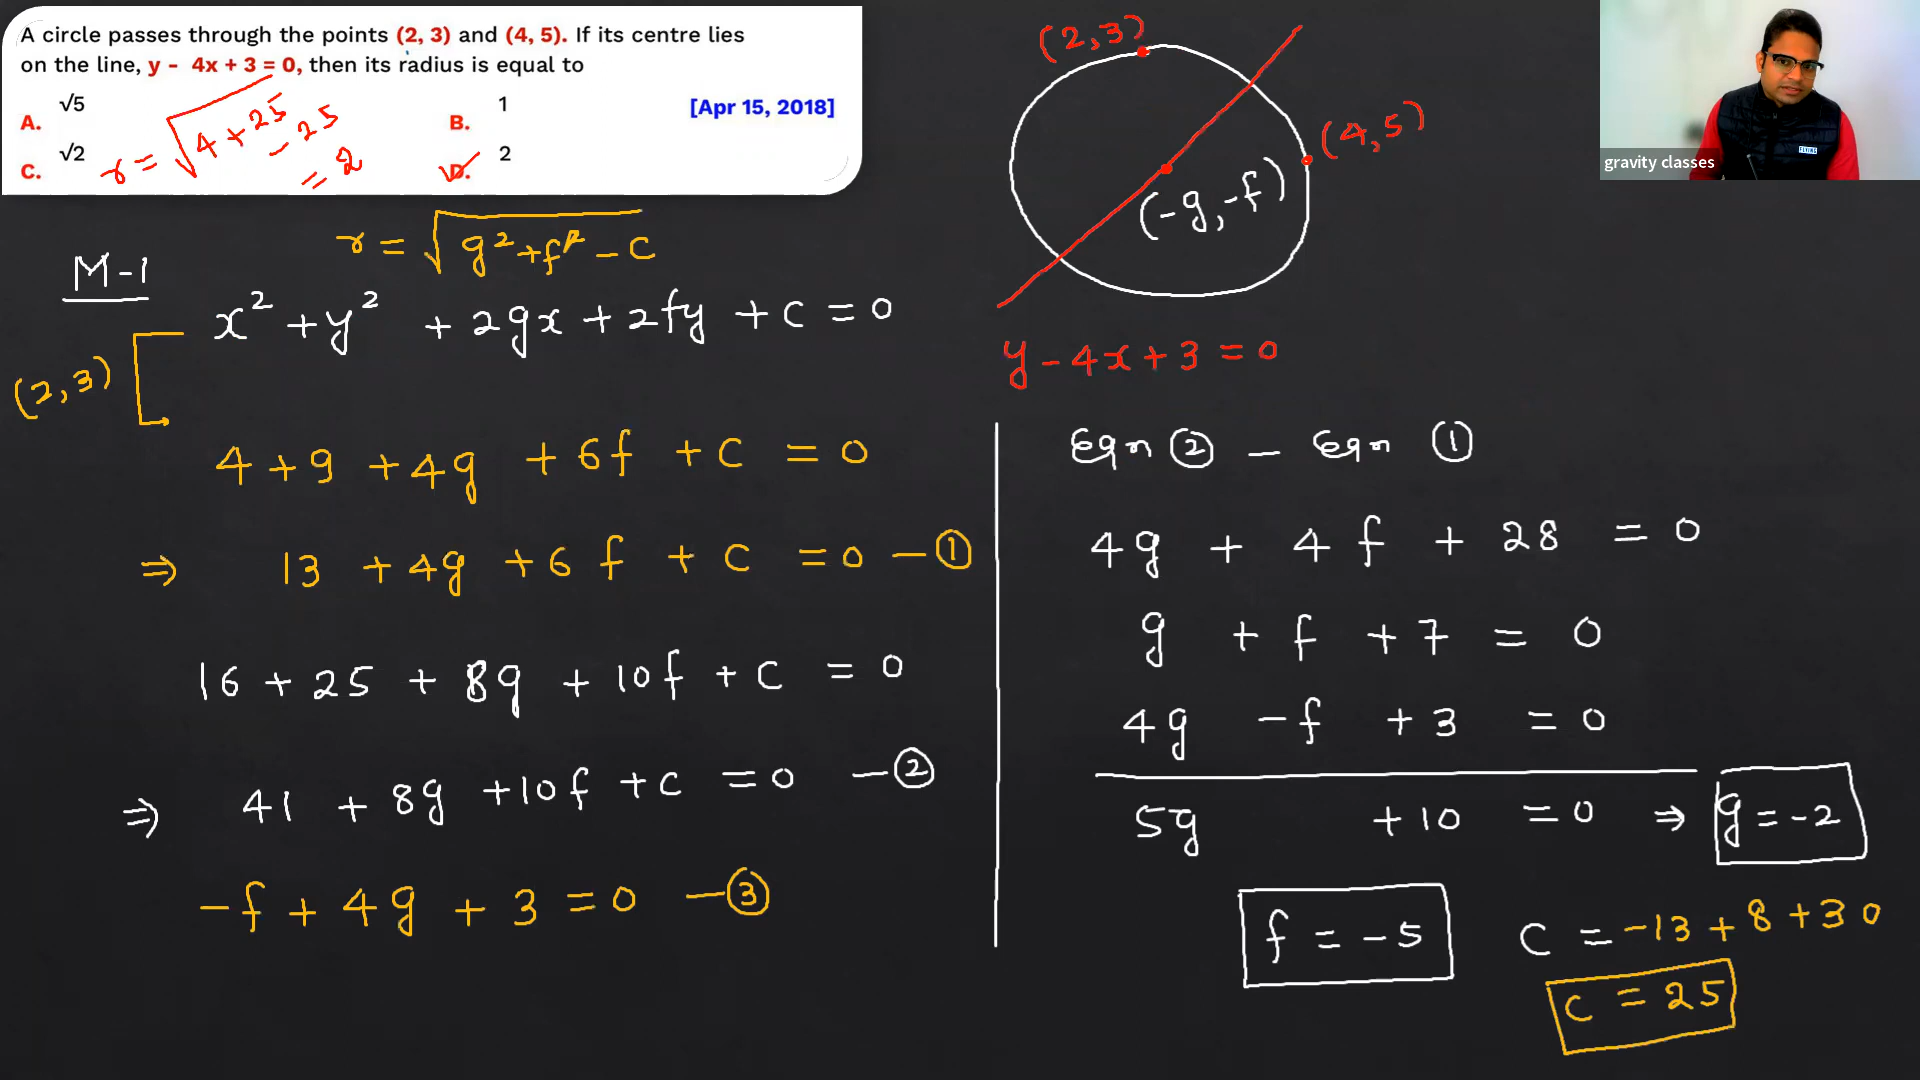 A circle passes through the points (2, 3) and (4, 5). If its centre lies
on the line, y - 4x + 3 = 0, then its radius is equal to
A. √5
B. 1
[Apr 15, 2018]
C. √2
D. 2
r = √4 + 25 - 25
= 2
(2,3)
(4,5)
(-g,-f)
y - 4x + 3 = 0
gravity classes
r = √g² + f² - c
M-1
x² + y² + 2gx + 2fy + c = 0
(2,3)
4 + 9 + 4g + 6f + c = 0
⇒ 13 + 4g + 6f + c = 0 - ①
16 + 25 + 8g + 10f + c = 0
⇒ 41 + 8g + 10f + c = 0 - ②
-f + 4g + 3 = 0 - ③
Eqn ② - Eqn ①
4g + 4f + 28 = 0
g + f + 7 = 0
4g - f + 3 = 0
5g + 10 = 0 ⇒ g = -2
f = -5
c = -13 + 8 + 30
c = 25